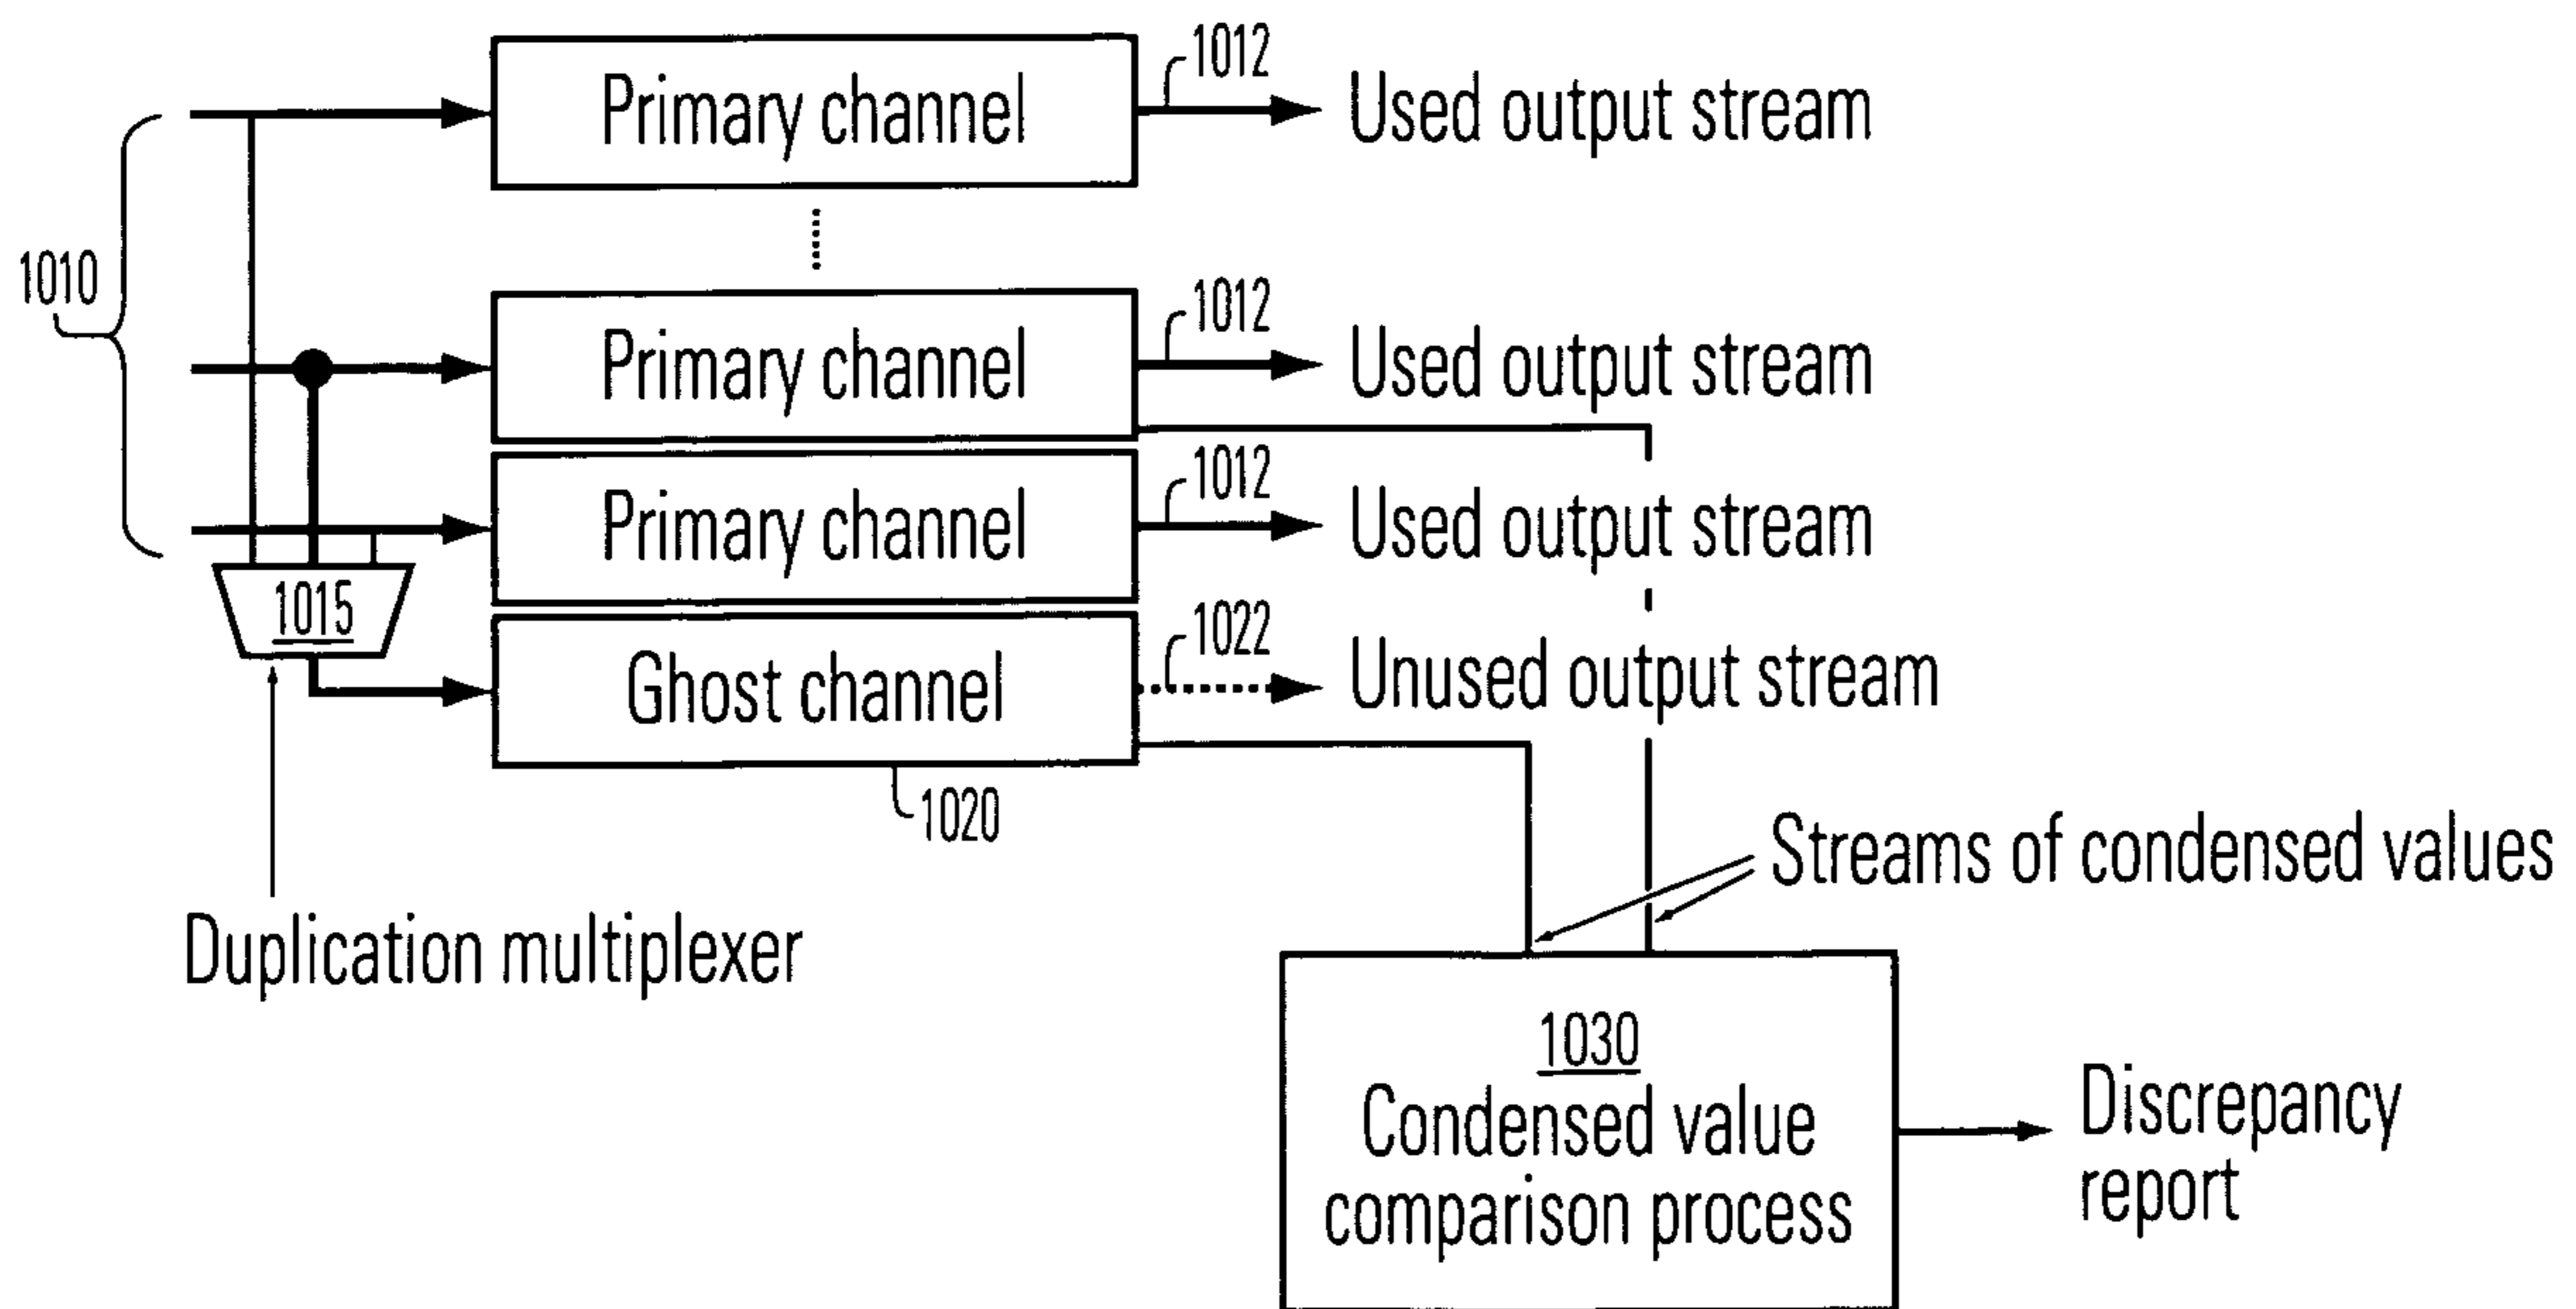 1012
Primary channel
Used output stream
1010
1012
Primary channel
Used output stream
1012
Primary channel
Used output stream
1015
1022
Ghost channel
Unused output stream
1020
Streams of condensed values
Duplication multiplexer
1030
Condensed value
comparison process
Discrepancy
report